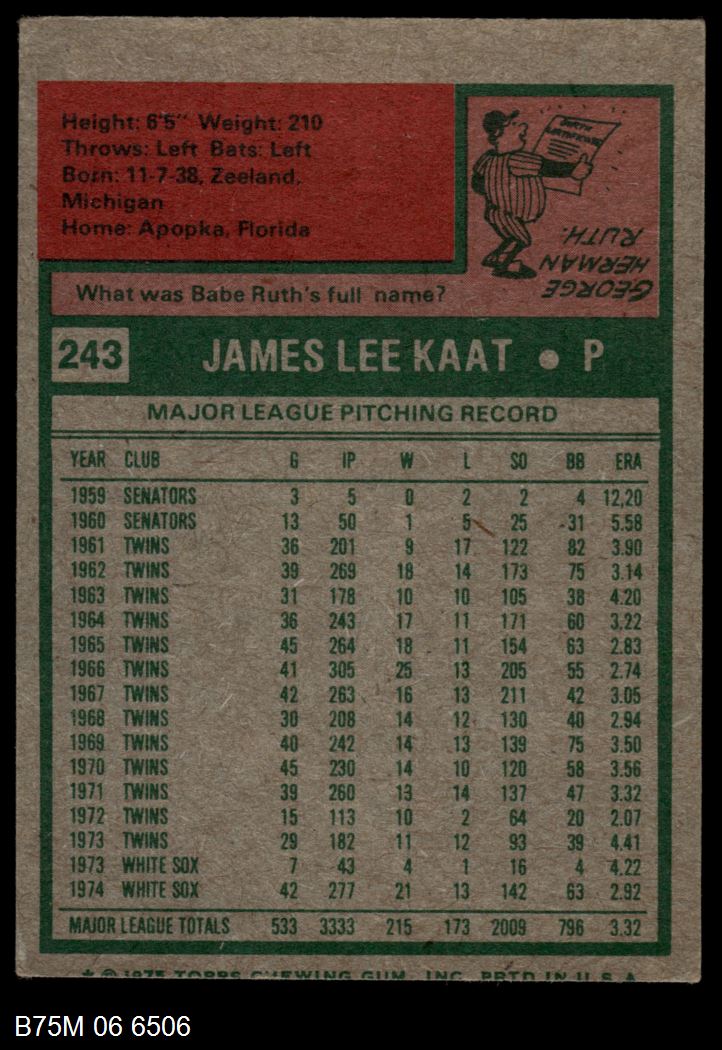 Height: 6'5" Weight: 210
Throws: Left Bats: Left
Born: 11-7-38, Zeeland,
Michigan
Home: Apopka, Florida
BIRTH
CERTIFICATE
GEORGE
HERMAN
RUTH.
What was Babe Ruth's full name?
243 JAMES LEE KAAT • P
MAJOR LEAGUE PITCHING RECORD
YEAR CLUB G IP W L SO BB ERA
1959 SENATORS 3 5 0 2 2 4 12,20
1960 SENATORS 13 50 1 5 25 31 5.58
1961 TWINS 36 201 9 17 122 82 3.90
1962 TWINS 39 269 18 14 173 75 3.14
1963 TWINS 31 178 10 10 105 38 4.20
1964 TWINS 36 243 17 11 171 60 3.22
1965 TWINS 45 264 18 11 154 63 2.83
1966 TWINS 41 305 25 13 205 55 2.74
1967 TWINS 42 263 16 13 211 42 3.05
1968 TWINS 30 208 14 12 130 40 2.94
1969 TWINS 40 242 14 13 139 75 3.50
1970 TWINS 45 230 14 10 120 58 3.56
1971 TWINS 39 260 13 14 137 47 3.32
1972 TWINS 15 113 10 2 64 20 2.07
1973 TWINS 29 182 11 12 93 39 4.41
1973 WHITE SOX 7 43 4 1 16 4 4.22
1974 WHITE SOX 42 277 21 13 142 63 2.92
MAJOR LEAGUE TOTALS 533 3333 215 173 2009 796 3.32
* © 1975 TOPPS CHEWING GUM, INC. PRTD IN U.S.A.
B75M 06 6506